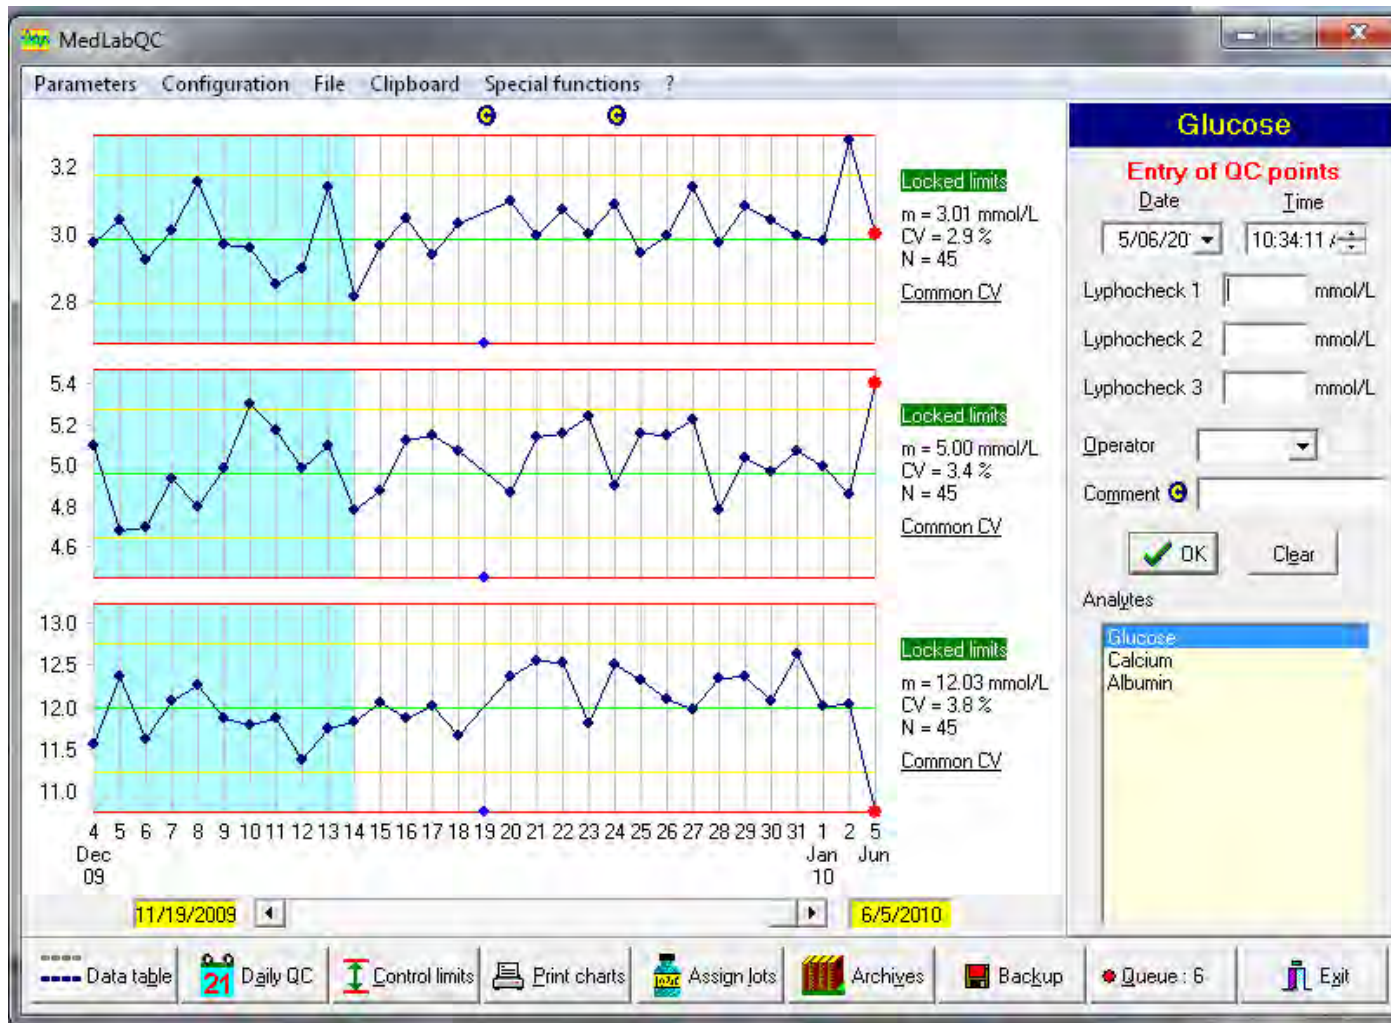 MedLabQC
Parameters Configuration File Clipboard Special functions ?
3.2
3.0
2.8
Locked limits
m = 3.01 mmol/L
CV = 2.9 %
N = 45
Common CV
5.4
5.2
5.0
4.8
4.6
Locked limits
m = 5.00 mmol/L
CV = 3.4 %
N = 45
Common CV
13.0
12.5
12.0
11.5
11.0
Locked limits
m = 12.03 mmol/L
CV = 3.8 %
N = 45
Common CV
4 5 6 7 8 9 10 11 12 13 14 15 16 17 18 19 20 21 22 23 24 25 26 27 28 29 30 31 1 2 5
Dec Jan Jun
09 10
11/19/2009 6/5/2010
Glucose
Entry of QC points
Date Time
5/06/20 10:34:11
Lyphocheck 1 mmol/L
Lyphocheck 2 mmol/L
Lyphocheck 3 mmol/L
Operator
Comment C
OK Clear
Analytes
Glucose
Calcium
Albumin
Data table 21 Daily QC Control limits Print charts Assign lots Archives Backup Queue : 6 Exit